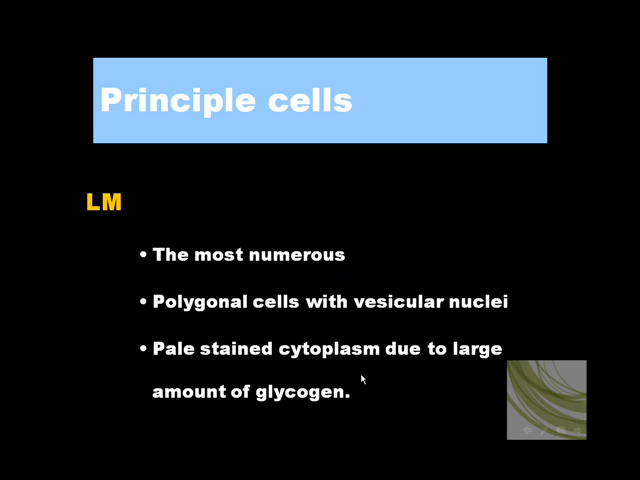 Principle cells
LM
• The most numerous
• Polygonal cells with vesicular nuclei
• Pale stained cytoplasm due to large
amount of glycogen.